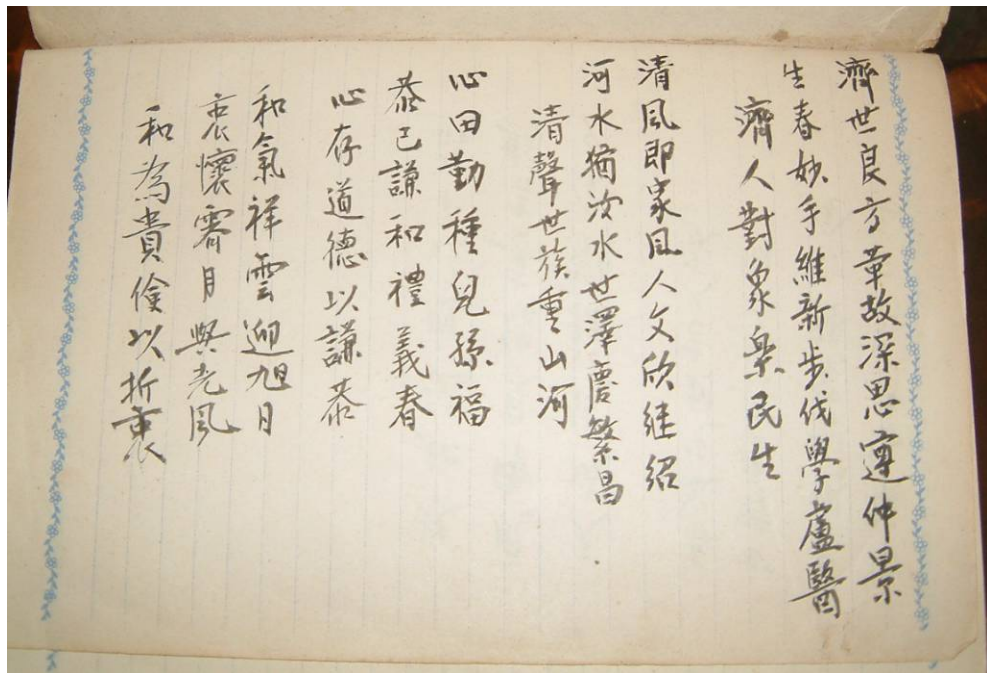 濟世良方革故深思遵仲景
生春妙手維新步伐學盧醫
濟人對象樂民生
清風即家風人文欣继紹
河水猶汝水世澤慶繁昌
清聲世族重山河
心田勤種兒孫福
恭己謙和禮義春
心存道德以謙恭
和氣祥雲迎旭日
衷懷霽月與光風
和為貴儉以折衷